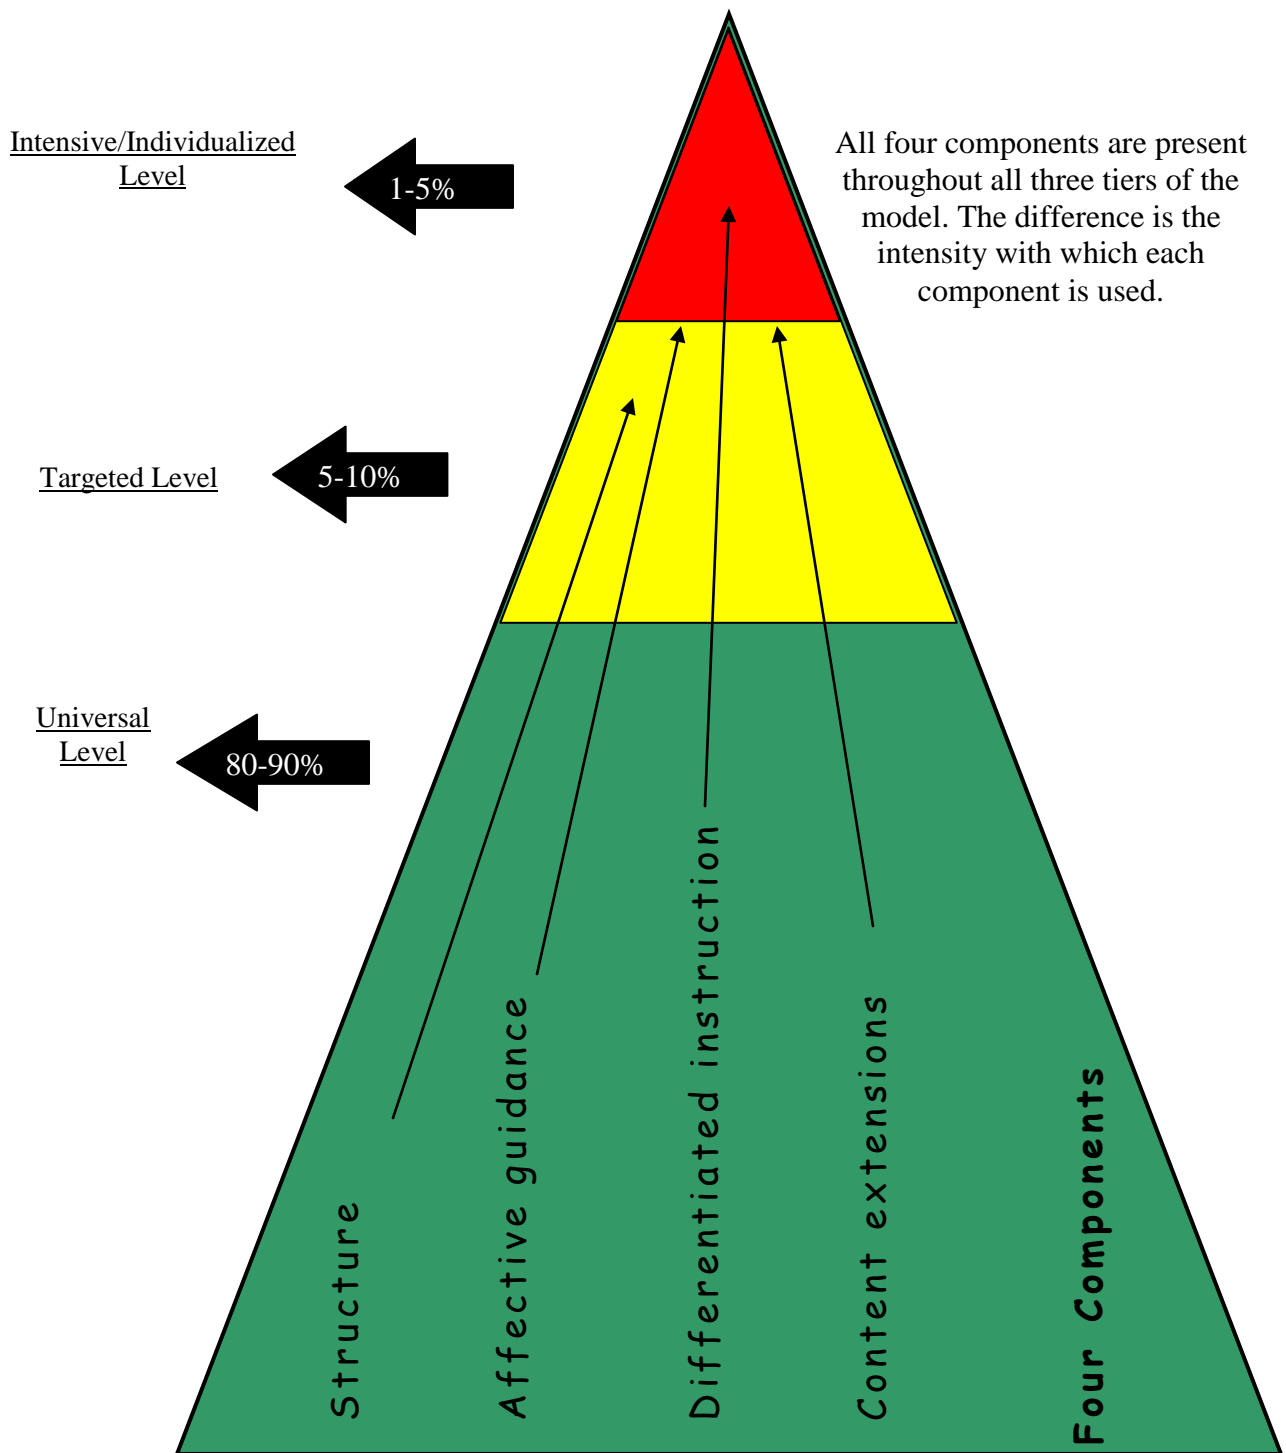 Intensive/Individualized
Level
1-5%
All four components are present
throughout all three tiers of the
model. The difference is the
intensity with which each
component is used.
Targeted Level
5-10%
Universal
Level
80-90%
Structure
Affective guidance
Differentiated instruction
Content extensions
Four Components